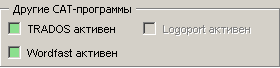 Другие CAT-программы
TRADOS активен
Logoport активен
Wordfast активен